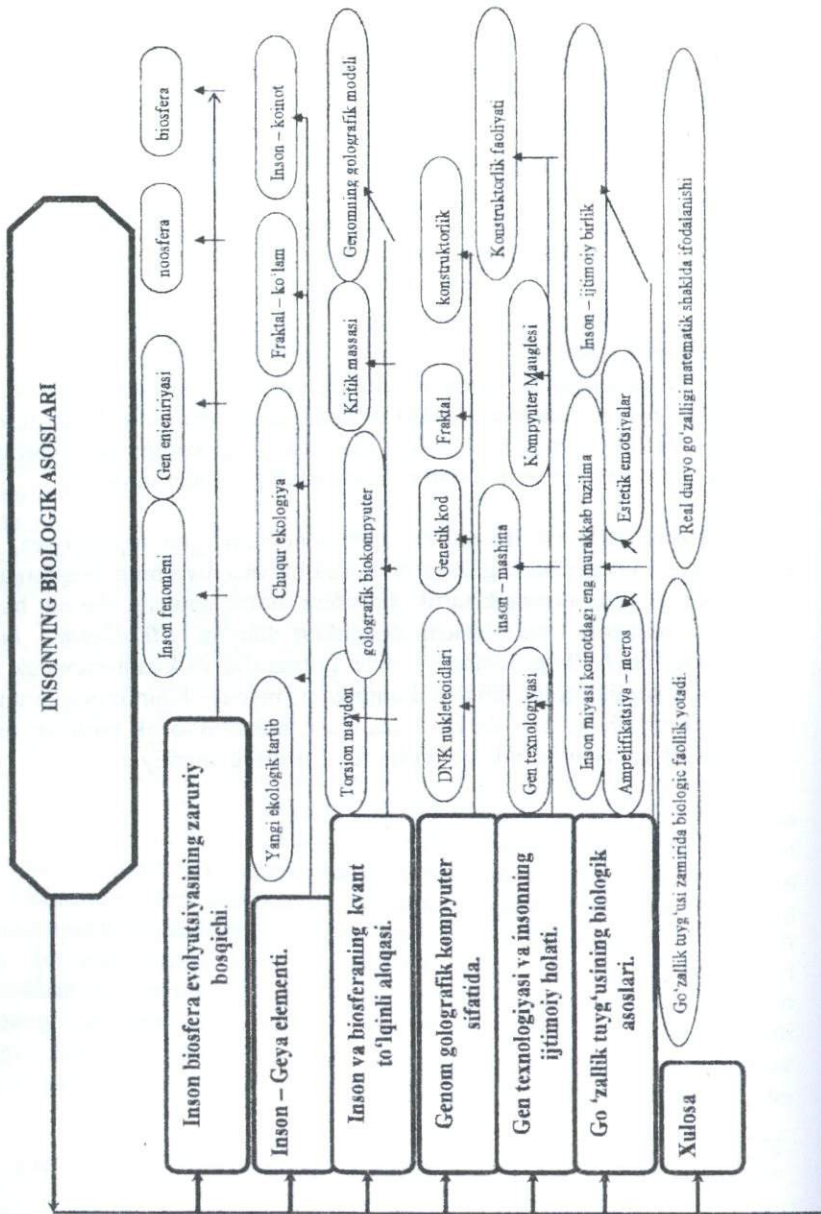 INSONNING BIOLOGIK ASOSLARI
Inson biosfera evolyutsiyasining zaruriy
bosqichi.
Inson fenomeni
Gen enjeniriyasi
noosfera
biosfera
Inson – Geya elementi.
Yangi ekologik tartib
Chuqur ekologiya
Fraktal – ko‘lam
Inson – koinot
Inson va biosferaning kvant
to‘lqinli aloqasi.
Torsion maydon
golografik biokompyuter
Kritik massasi
Genomning golografik modeli
Genom golografik kompyuter
sifatida.
DNK nukleteoidlari
Genetik kod
Fraktal
konstruktorlik
Gen texnologiyasi va insonning
ijtimoiy holati.
Gen texnologiyasi
inson – mashina
Kompyuter Mauglesi
Konstruktorlik faoliyati
Go ‘zallik tuyg‘usining biologik
asoslari.
Inson miyasi koinotdagi eng murakkab tuzilma
Inson – ijtimoiy birlik
Ampelifikatsiya – meros
Estetik emotsiyalar
Xulosa
Go‘zallik tuyg‘usi zamirida biologic faollik yotadi.
Real dunyo go‘zalligi matematik shaklda ifodalanishi